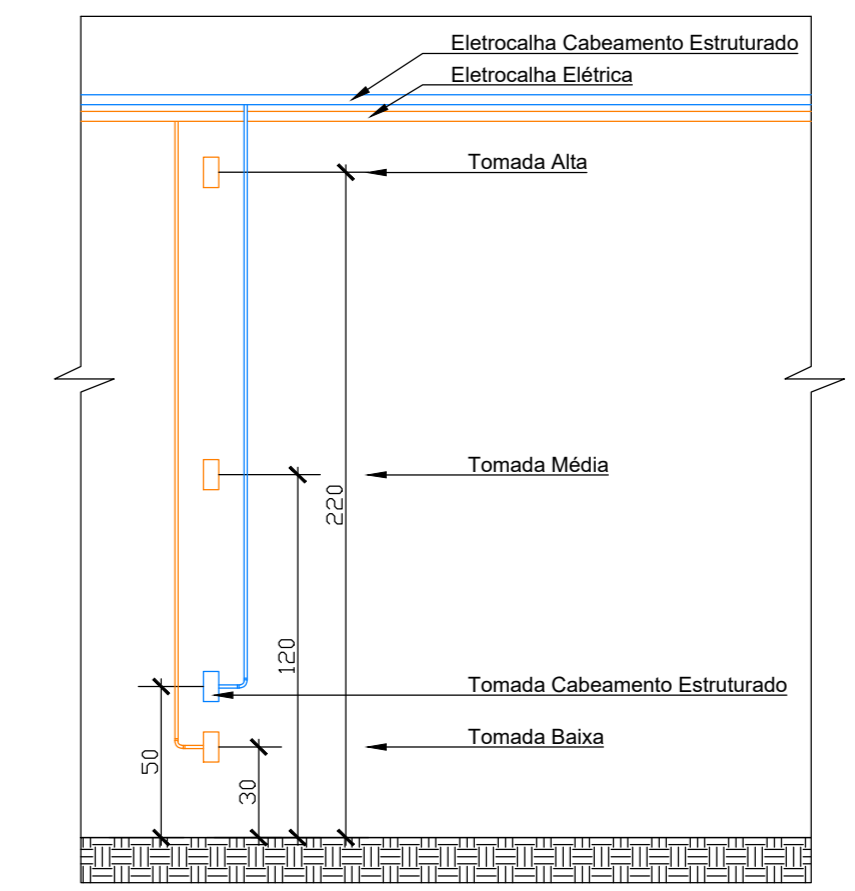 Eletrocalha Cabeamento Estruturado
Eletrocalha Elétrica
Tomada Alta
Tomada Média
220
120
Tomada Cabeamento Estruturado
Tomada Baixa
50
30